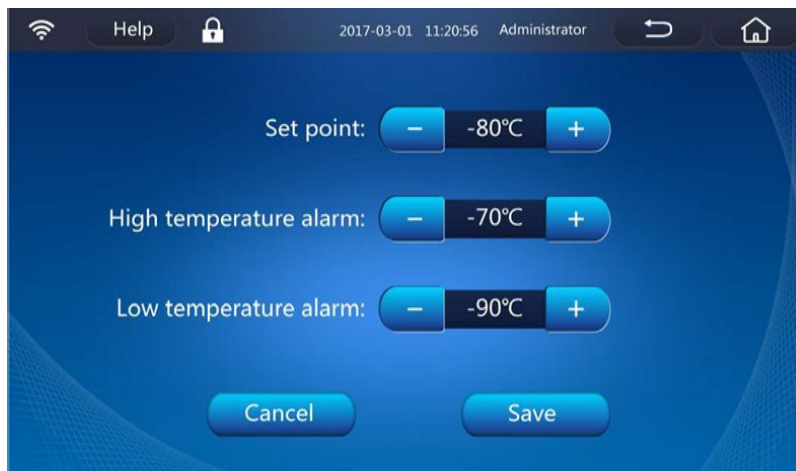 Help 2017-03-01 11:20:56 Administrator
Set point: − -80℃ +
High temperature alarm: − -70℃ +
Low temperature alarm: − -90℃ +
Cancel Save